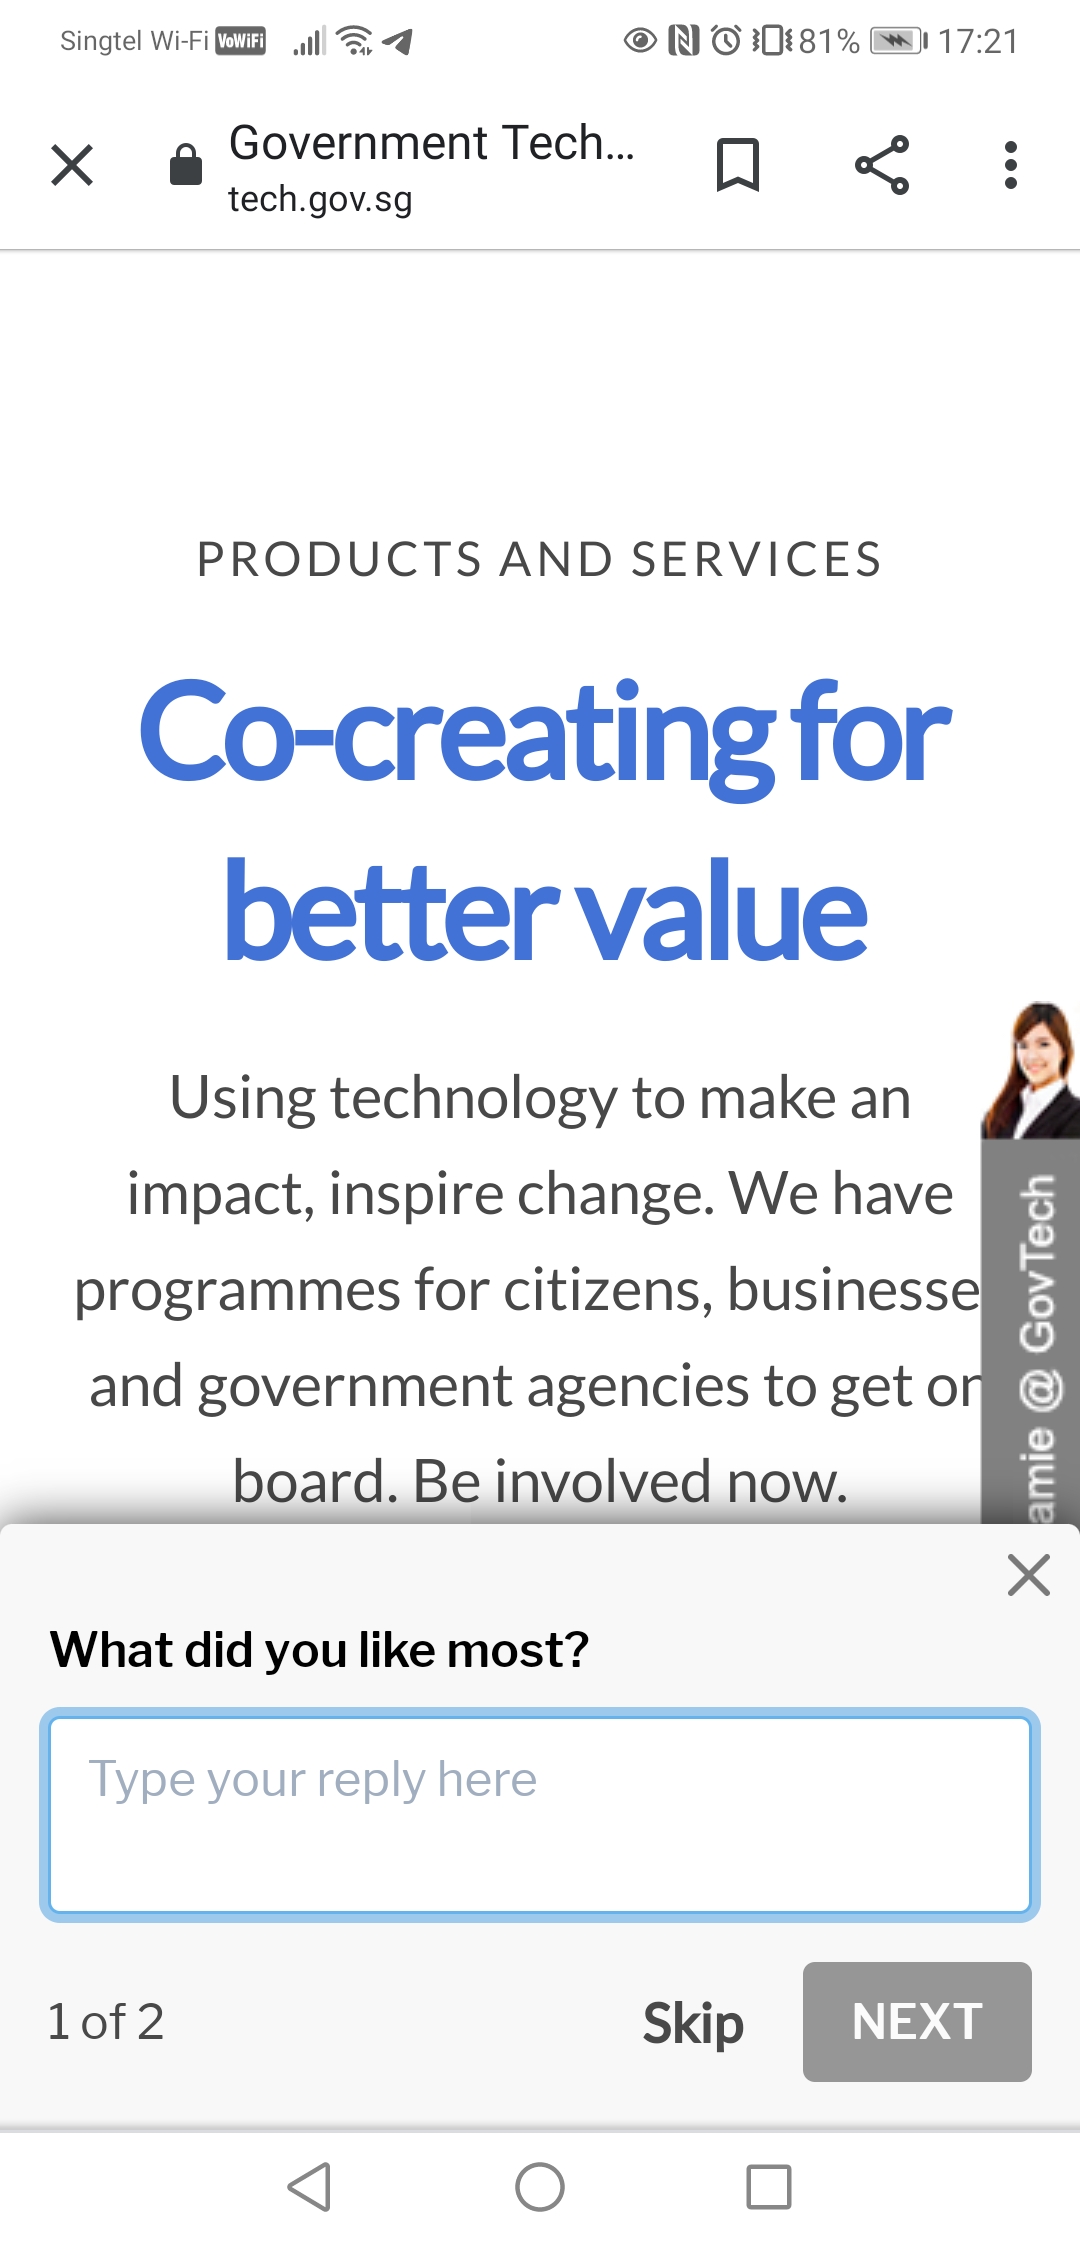 Singtel Wi-Fi VoWiFi 81% 17:21
Government Tech...
tech.gov.sg
PRODUCTS AND SERVICES
Co-creating for
better value
Using technology to make an
impact, inspire change. We have
programmes for citizens, businesse
and government agencies to get on
board. Be involved now.
amie @ GovTech
What did you like most?
Type your reply here
1 of 2
Skip
NEXT